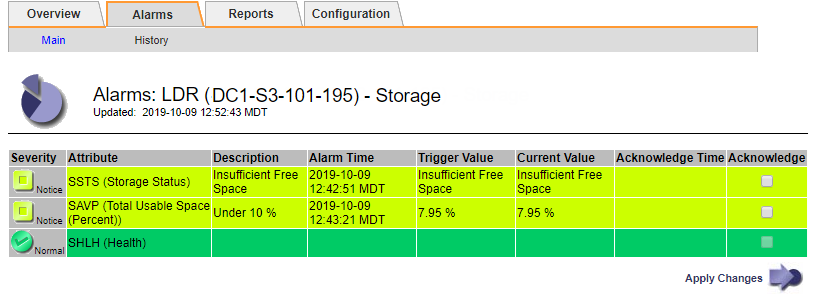 Overview Alarms Reports Configuration
Main History
Alarms: LDR (DC1-S3-101-195) - Storage
Updated: 2019-10-09 12:52:43 MDT
Severity Attribute Description Alarm Time Trigger Value Current Value Acknowledge Time Acknowledge
Notice SSTS (Storage Status) Insufficient Free Space 2019-10-09 12:42:51 MDT Insufficient Free Space Insufficient Free Space
Notice SAVP (Total Usable Space (Percent)) Under 10 % 2019-10-09 12:43:21 MDT 7.95 % 7.95 %
Normal SHLH (Health)
Apply Changes